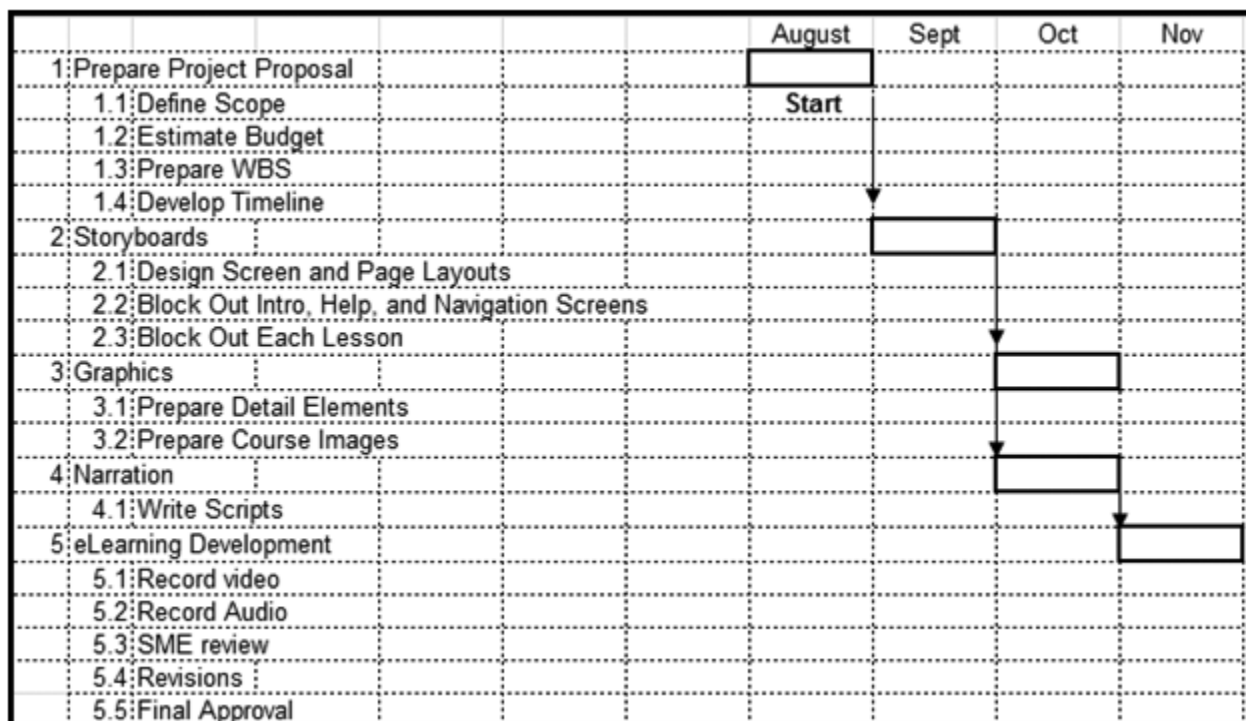 August Sept Oct Nov
1 Prepare Project Proposal
1.1 Define Scope Start
1.2 Estimate Budget
1.3 Prepare WBS
1.4 Develop Timeline
2 Storyboards
2.1 Design Screen and Page Layouts
2.2 Block Out Intro, Help, and Navigation Screens
2.3 Block Out Each Lesson
3 Graphics
3.1 Prepare Detail Elements
3.2 Prepare Course Images
4 Narration
4.1 Write Scripts
5 eLearning Development
5.1 Record video
5.2 Record Audio
5.3 SME review
5.4 Revisions
5.5 Final Approval